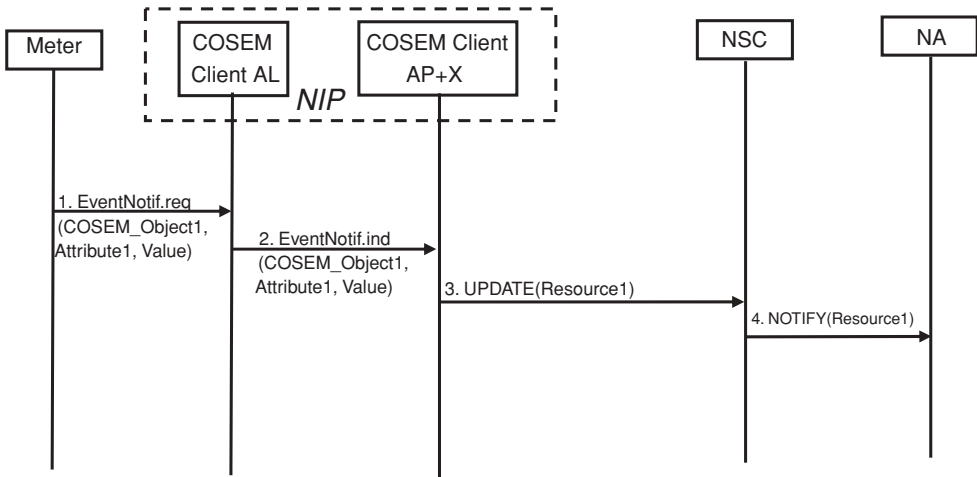 Meter
COSEM
Client AL
COSEM Client
AP+X
NIP
NSC
NA
1. EventNotif.req
(COSEM_Object1,
Attribute1, Value)
2. EventNotif.ind
(COSEM_Object1,
Attribute1, Value)
3. UPDATE(Resource1)
4. NOTIFY(Resource1)